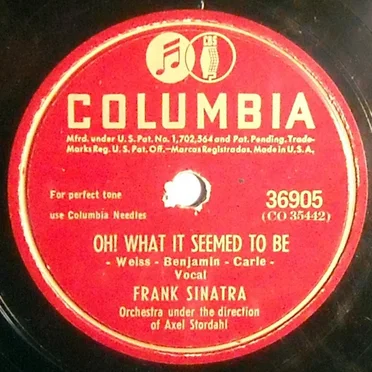 CBS
COLUMBIA
Mfrd. under U.S. Pat. No. 1,702,564 and Pat. Pending. Trade-
Marks Reg. U.S. Pat. Off.—Marcas Registradas. Made in U.S.A.
For perfect tone
use Columbia Needles
36905
(CO 35442)
OH! WHAT IT SEEMED TO BE
- Weiss - Benjamin - Carle -
Vocal
FRANK SINATRA
Orchestra under the direction
of Axel Stordahl